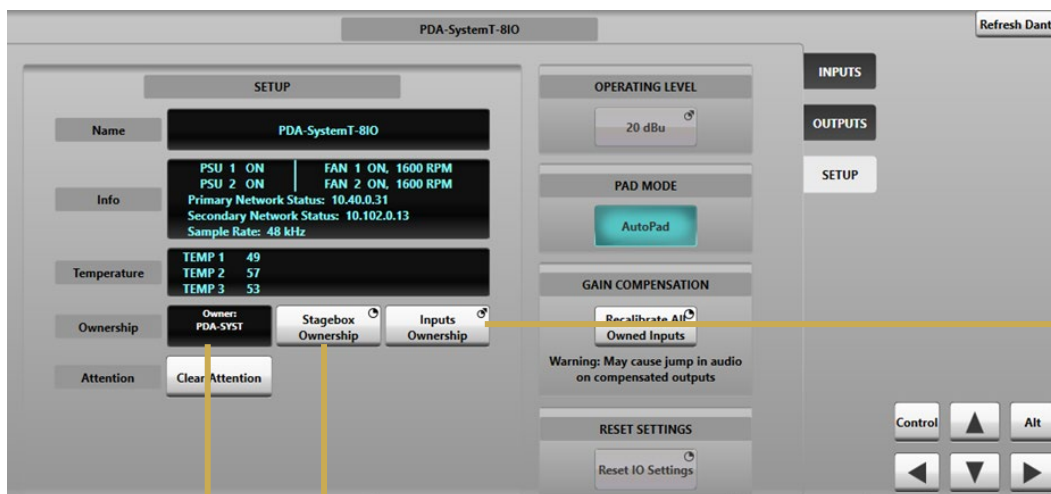 PDA-SystemT-8IO
Refresh Dant
SETUP
Name
PDA-SystemT-8IO
Info
PSU 1 ON
FAN 1 ON, 1600 RPM
PSU 2 ON
FAN 2 ON, 1600 RPM
Primary Network Status: 10.40.0.31
Secondary Network Status: 10.102.0.13
Sample Rate: 48 kHz
Temperature
TEMP 1 49
TEMP 2 57
TEMP 3 53
Ownership
Owner:
PDA-SYST
Stagebox
Ownership
Inputs
Ownership
Attention
Clear Attention
OPERATING LEVEL
20 dBu
PAD MODE
AutoPad
GAIN COMPENSATION
Recalibrate All
Owned Inputs
Warning: May cause jump in audio
on compensated outputs
RESET SETTINGS
Reset IO Settings
INPUTS
OUTPUTS
SETUP
Control
Alt